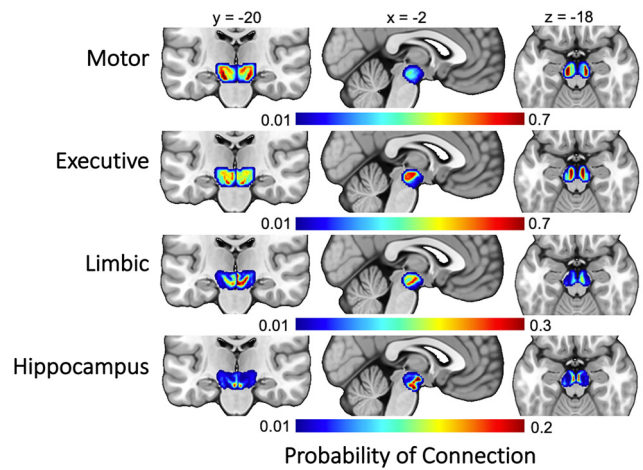 y = -20 x = -2 z = -18
Motor
0.01 0.7
Executive
0.01 0.7
Limbic
0.01 0.3
Hippocampus
0.01 0.2
Probability of Connection